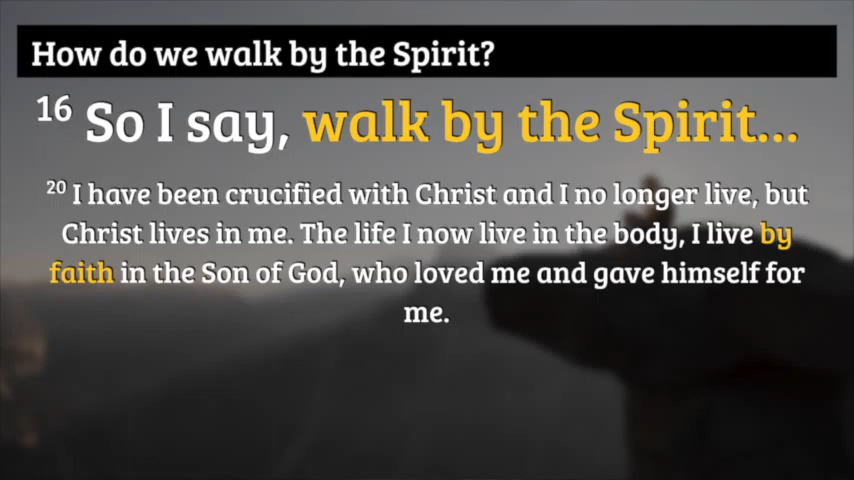 How do we walk by the Spirit?
16 So I say, walk by the Spirit...
20 I have been crucified with Christ and I no longer live, but
Christ lives in me. The life I now live in the body, I live by
faith in the Son of God, who loved me and gave himself for
me.